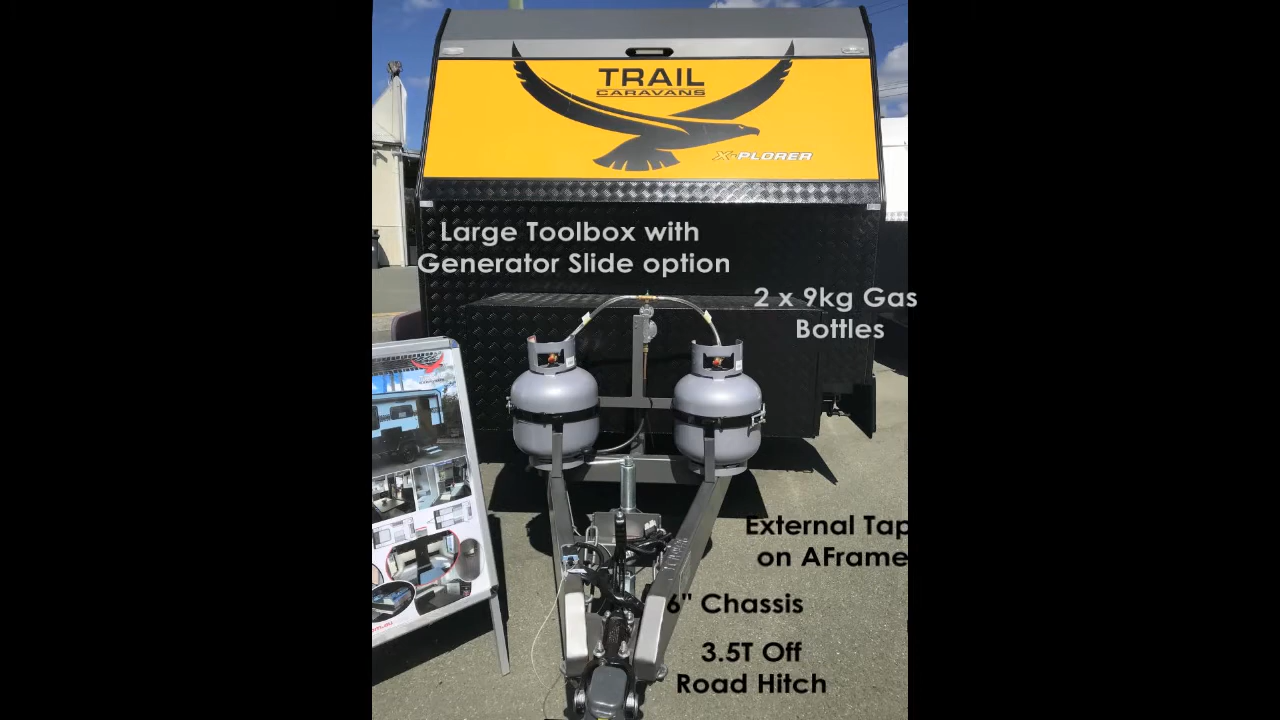 TRAIL
CARAVANS
X-PLORER
Large Toolbox with
Generator Slide option
2 x 9kg Gas
Bottles
External Tap
on AFrame
6" Chassis
3.5T Off
Road Hitch